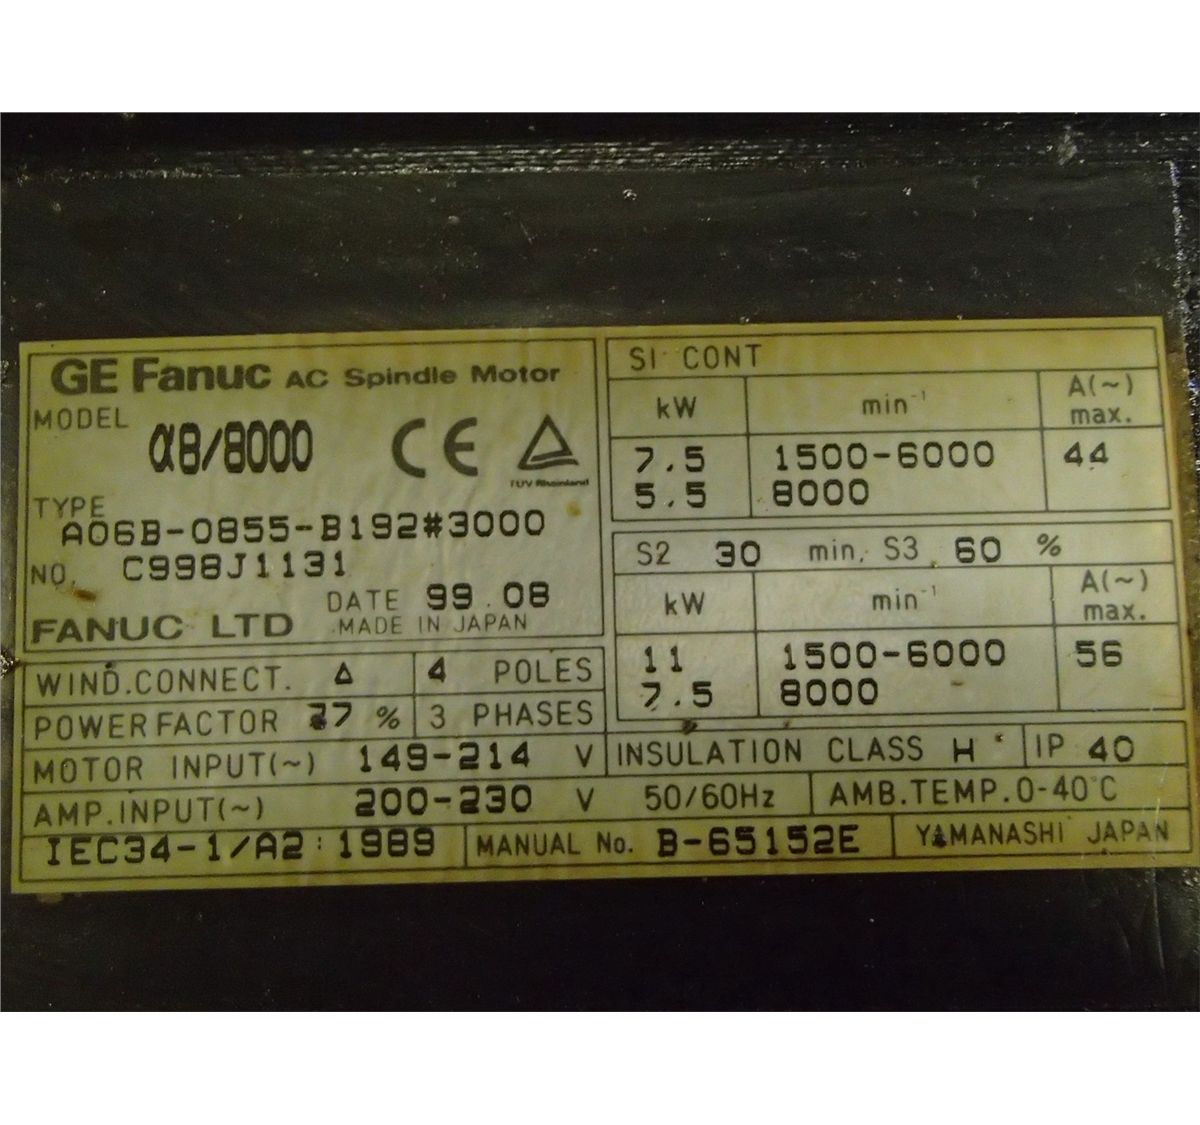 GE Fanuc AC Spindle Motor
MODEL
α8/8000
CE
TÜV Rheinland
TYPE
A06B-0855-B192#3000
NO. C998J1131
DATE 99.08
FANUC LTD MADE IN JAPAN
WIND.CONNECT. Δ 4 POLES
POWER FACTOR % 3 PHASES
MOTOR INPUT(~) 149-214 V
AMP.INPUT(~) 200-230 V 50/60Hz
IEC34-1/A2:1989 MANUAL No. B-65152E YAMANASHI JAPAN
S1 CONT
kW min⁻¹ A(~) max.
7.5 1500-6000 44
5.5 8000
S2 30 min, S3 60 %
kW min⁻¹ A(~) max.
11 1500-6000 56
7.5 8000
INSULATION CLASS H IP 40
AMB.TEMP.0-40°C